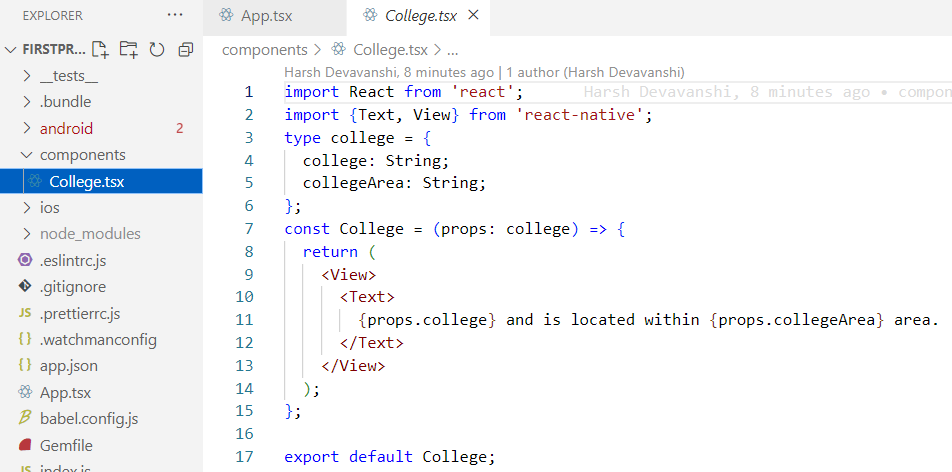 EXPLORER ...
FIRSTPR...
__tests__
.bundle
android 2
components
College.tsx
ios
node_modules
.eslintrc.js
.gitignore
JS .prettierrc.js
{} .watchmanconfig
{} app.json
App.tsx
babel.config.js
Gemfile
JS index.js
App.tsx College.tsx ×
components > College.tsx > ...
Harsh Devavanshi, 8 minutes ago | 1 author (Harsh Devavanshi)
1 import React from 'react'; Harsh Devavanshi, 8 minutes ago • compon
2 import {Text, View} from 'react-native';
3 type college = {
4 college: String;
5 collegeArea: String;
6 };
7 const College = (props: college) => {
8 return (
9 <View>
10 <Text>
11 {props.college} and is located within {props.collegeArea} area.
12 </Text>
13 </View>
14 );
15 };
16
17 export default College;